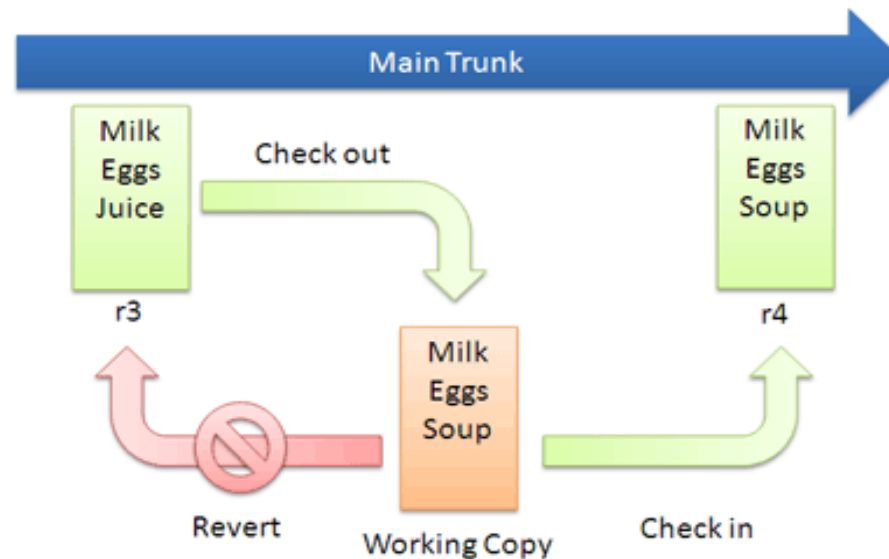 Main Trunk
Milk
Eggs
Juice
r3
Check out
Milk
Eggs
Soup
r4
Milk
Eggs
Soup
Working Copy
Revert
Check in